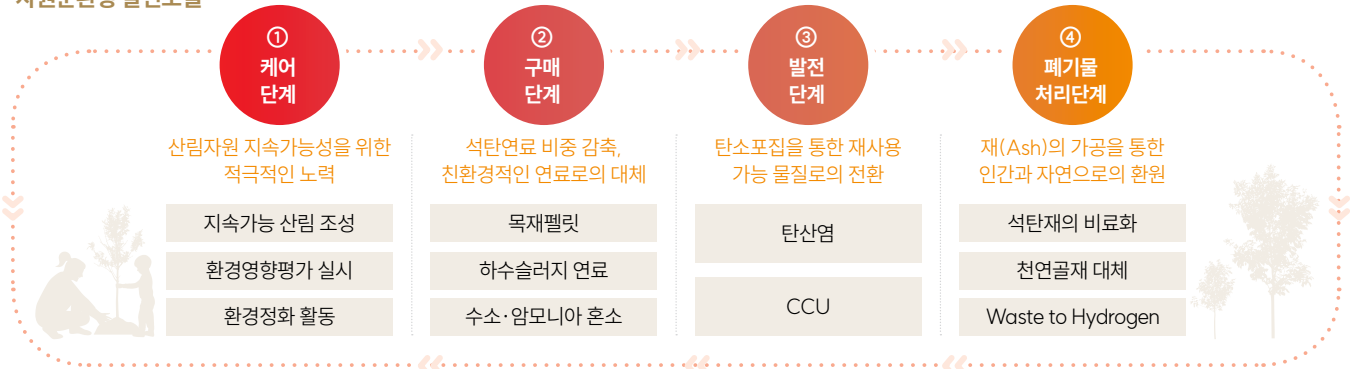 ①
케어
단계
산림자원 지속가능성을 위한
적극적인 노력
지속가능 산림 조성
환경영향평가 실시
환경정화 활동
②
구매
단계
석탄연료 비중 감축,
친환경적인 연료로의 대체
목재펠릿
하수슬러지 연료
수소·암모니아 혼소
③
발전
단계
탄소포집을 통한 재사용
가능 물질로의 전환
탄산염
CCU
④
폐기물
처리단계
재(Ash)의 가공을 통한
인간과 자연으로의 환원
석탄재의 비료화
천연골재 대체
Waste to Hydrogen